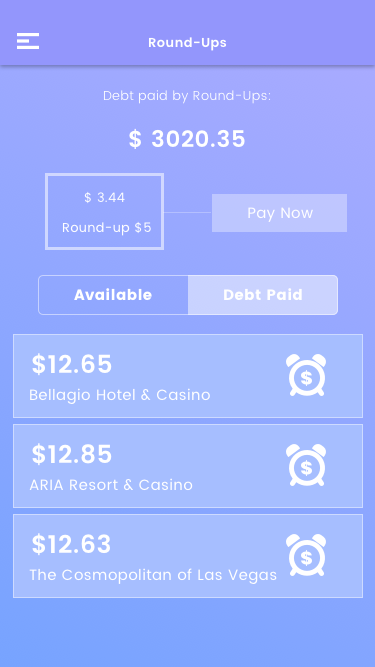 Round-Ups
Debt paid by Round-Ups:
$ 3020.35
$ 3.44
Round-up $5
Pay Now
Available
Debt Paid
$12.65
Bellagio Hotel & Casino
$
$12.85
ARIA Resort & Casino
$
$12.63
The Cosmopolitan of Las Vegas
$